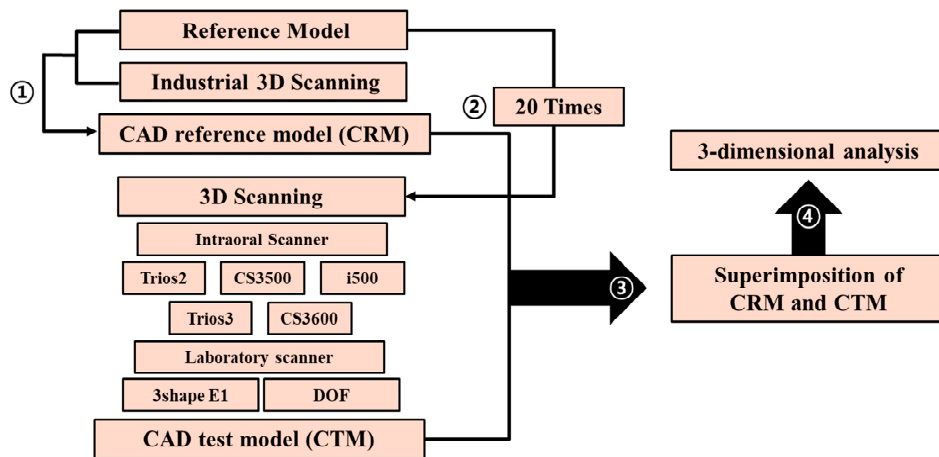 Reference Model
①
Industrial 3D Scanning
②
20 Times
CAD reference model (CRM)
3D Scanning
Intraoral Scanner
Trios2
CS3500
i500
Trios3
CS3600
Laboratory scanner
3shape E1
DOF
CAD test model (CTM)
③
3-dimensional analysis
④
Superimposition of
CRM and CTM